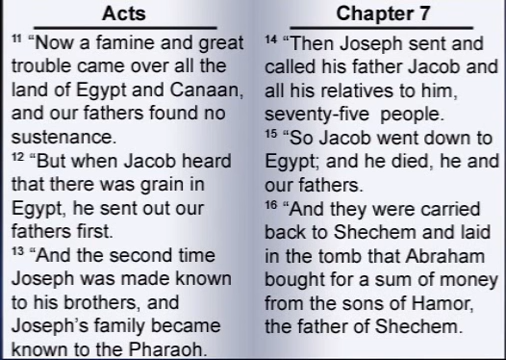 Acts
¹¹ “Now a famine and great
trouble came over all the
land of Egypt and Canaan,
and our fathers found no
sustenance.
¹² “But when Jacob heard
that there was grain in
Egypt, he sent out our
fathers first.
¹³ “And the second time
Joseph was made known
to his brothers, and
Joseph’s family became
known to the Pharaoh.
Chapter 7
¹⁴ “Then Joseph sent and
called his father Jacob and
all his relatives to him,
seventy-five people.
¹⁵ “So Jacob went down to
Egypt; and he died, he and
our fathers.
¹⁶ “And they were carried
back to Shechem and laid
in the tomb that Abraham
bought for a sum of money
from the sons of Hamor,
the father of Shechem.